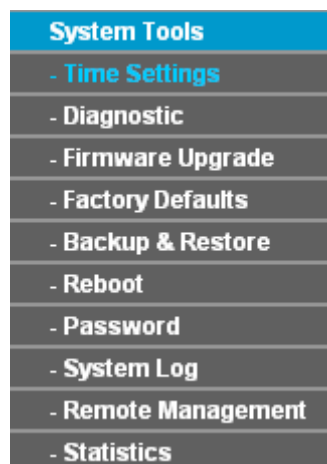 System Tools
- Time Settings
- Diagnostic
- Firmware Upgrade
- Factory Defaults
- Backup & Restore
- Reboot
- Password
- System Log
- Remote Management
- Statistics